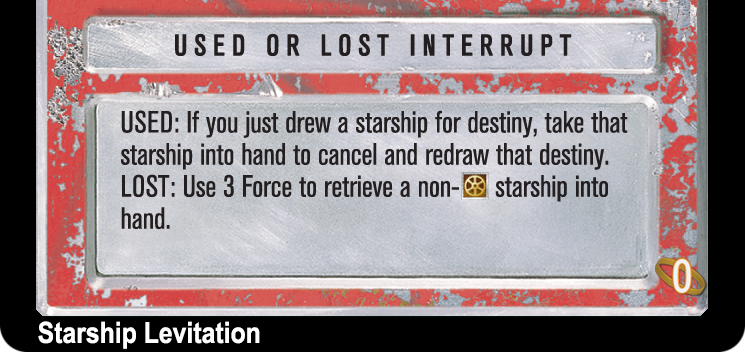 USED OR LOST INTERRUPT
USED: If you just drew a starship for destiny, take that
starship into hand to cancel and redraw that destiny.
LOST: Use 3 Force to retrieve a non- starship into
hand.
0
Starship Levitation